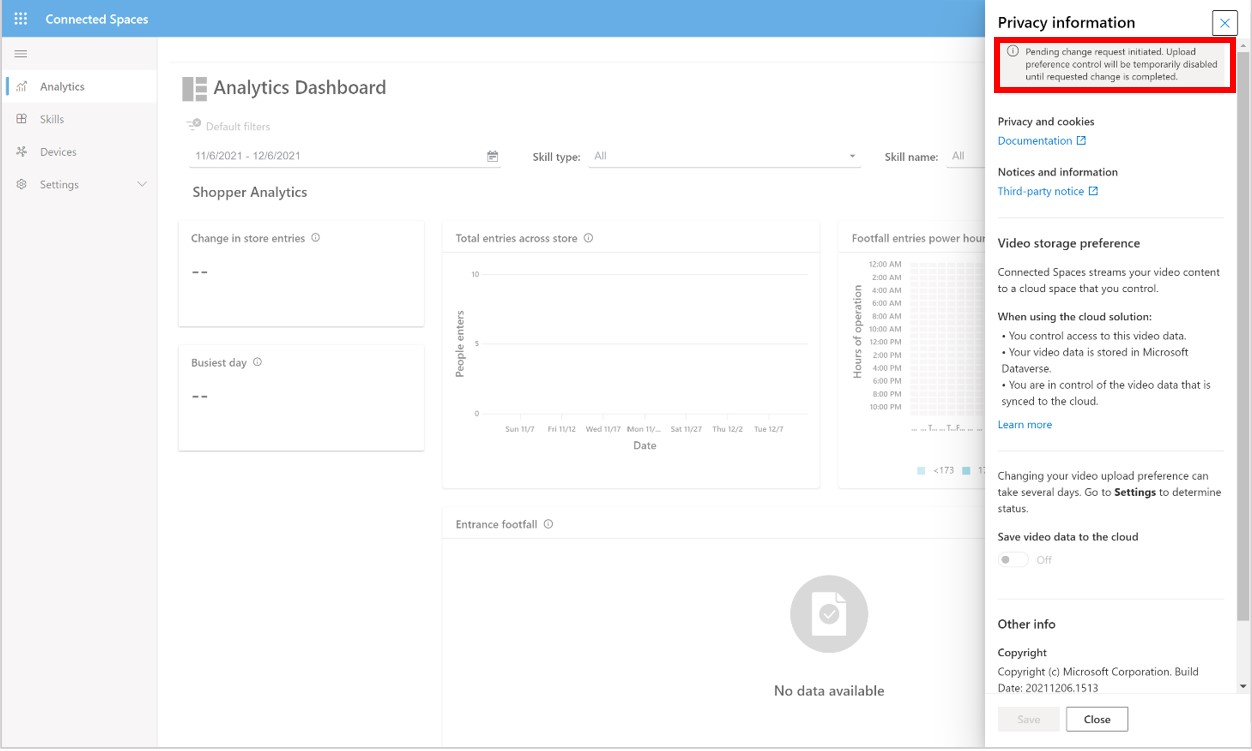 Connected Spaces
Analytics
Skills
Devices
Settings
Analytics Dashboard
Default filters
11/6/2021 - 12/6/2021
Skill type:
All
Skill name:
All
Shopper Analytics
Change in store entries
--
Busiest day
--
Total entries across store
People enters
10
5
0
Sun 11/7 Fri 11/12 Wed 11/17 Mon 11/... Sat 11/27 Thu 12/2 Tue 12/7
Date
Footfall entries power hour
Hours of operation
12:00 AM
2:00 AM
4:00 AM
6:00 AM
8:00 AM
10:00 AM
12:00 PM
2:00 PM
4:00 PM
6:00 PM
8:00 PM
10:00 PM
... ... T... ... T...F... ... ...
<173
Entrance footfall
No data available
Privacy information
Pending change request initiated. Upload
preference control will be temporarily disabled
until requested change is completed.
Privacy and cookies
Documentation
Notices and information
Third-party notice
Video storage preference
Connected Spaces streams your video content
to a cloud space that you control.
When using the cloud solution:
• You control access to this video data.
• Your video data is stored in Microsoft
Dataverse.
• You are in control of the video data that is
synced to the cloud.
Learn more
Changing your video upload preference can
take several days. Go to Settings to determine
status.
Save video data to the cloud
Off
Other info
Copyright
Copyright (c) Microsoft Corporation. Build
Date: 20211206.1513
Save
Close